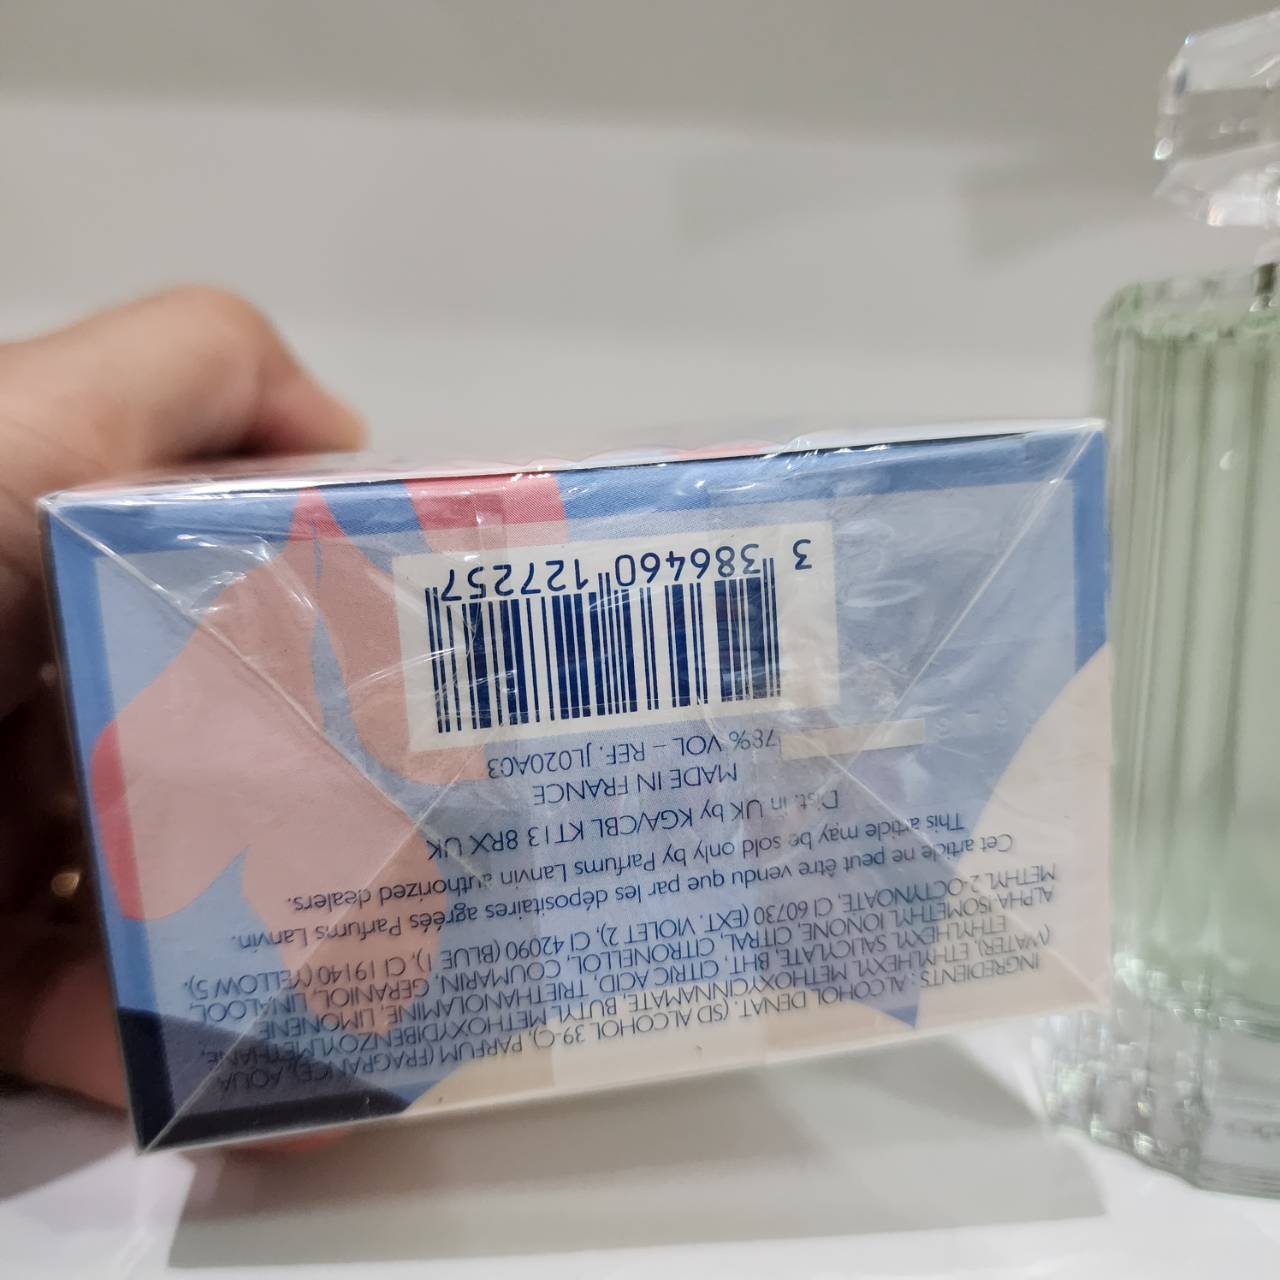 INGREDIENTS: ALCOHOL DENAT. (SD ALCOHOL 39-C), PARFUM (FRAGRANCE), AQUA
(WATER), ETHYLHEXYL METHOXYCINNAMATE, BUTYL METHOXYDIBENZOYLMETHANE,
ETHYLHEXYL SALICYLATE, BHT, CITRIC ACID, TRIETHANOLAMINE, LIMONENE,
ALPHA-ISOMETHYL IONONE, CITRAL, CITRONELLOL, COUMARIN, GERANIOL, LINALOOL,
METHYL 2-OCTYNOATE, CI 60730 (EXT. VIOLET 2), CI 42090 (BLUE 1), CI 19140 (YELLOW 5).
Cet article ne peut être vendu que par les dépositaires agréés Parfums Lanvin.
This article may be sold only by Parfums Lanvin authorized dealers.
Dist. in UK by KGA/CBL KT13 8RX UK
MADE IN FRANCE
78% VOL – REF. JL020A03
3 386460 127257